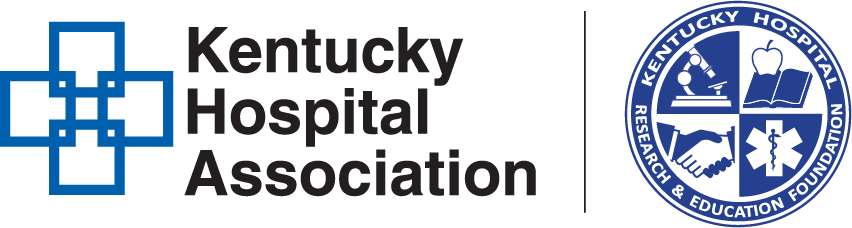 Kentucky
Hospital
Association
KENTUCKY HOSPITAL
RESEARCH & EDUCATION FOUNDATION